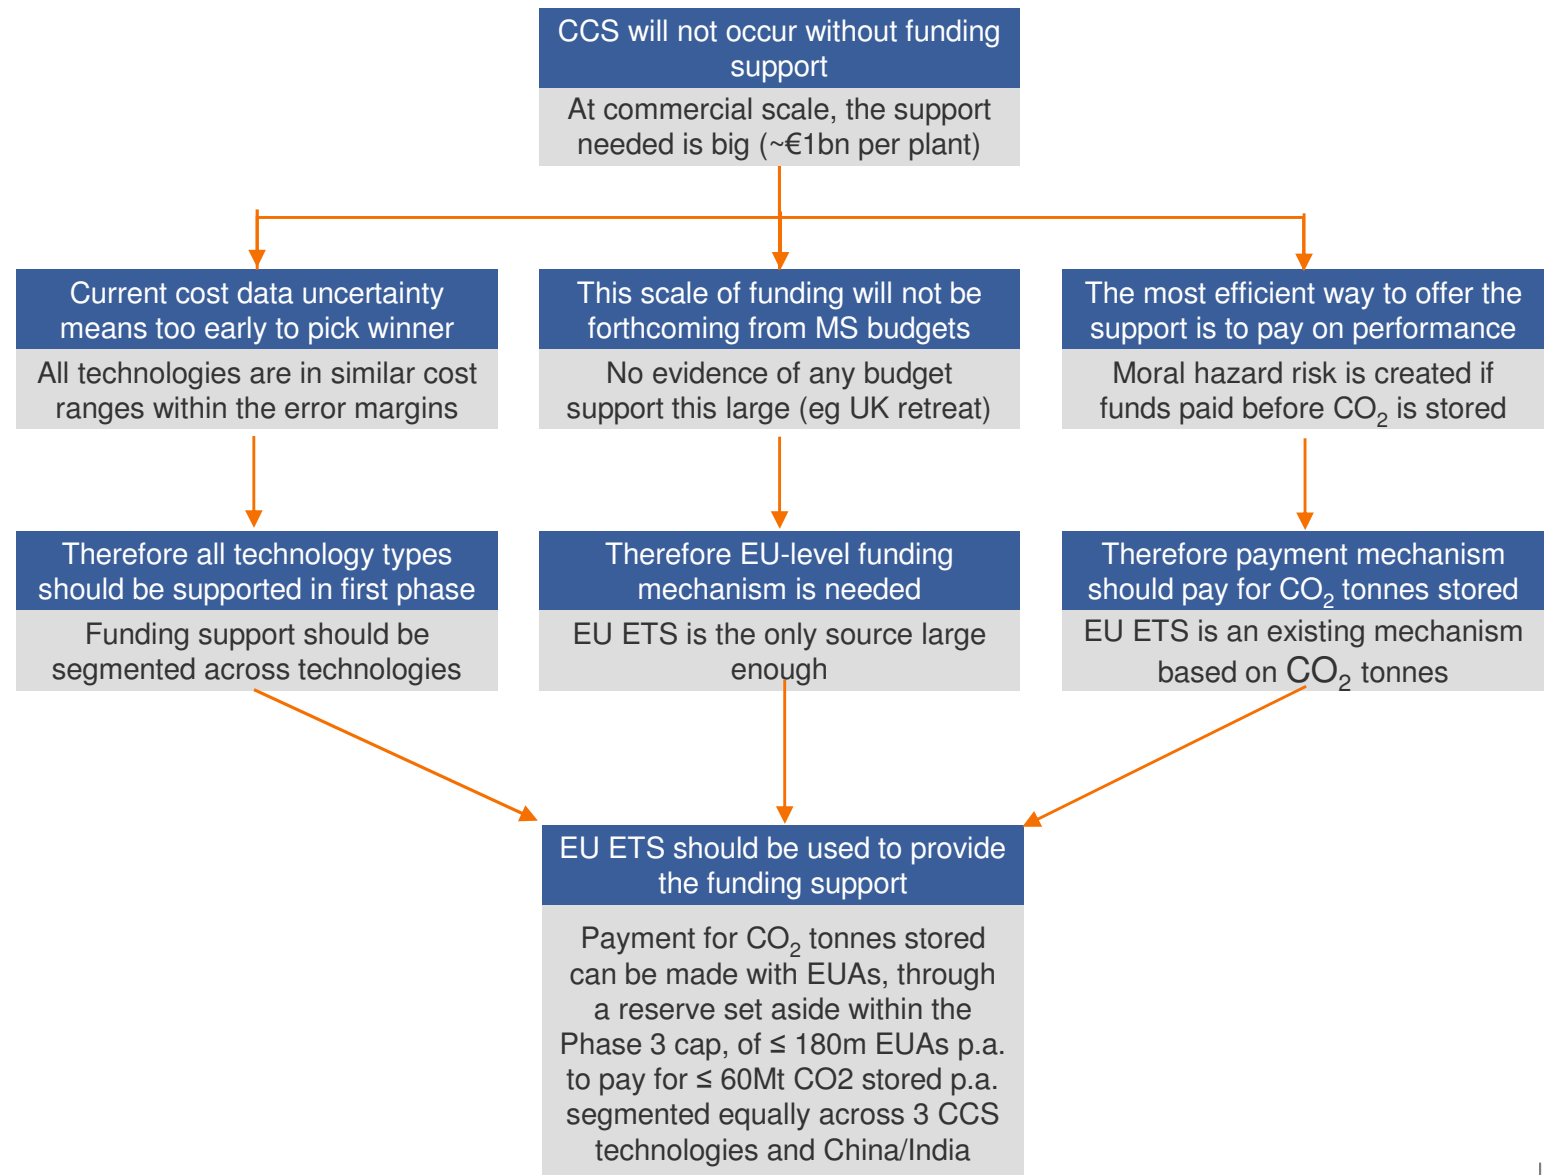 CCS will not occur without funding
support
At commercial scale, the support
needed is big (~€1bn per plant)
Current cost data uncertainty
means too early to pick winner
All technologies are in similar cost
ranges within the error margins
This scale of funding will not be
forthcoming from MS budgets
No evidence of any budget
support this large (eg UK retreat)
The most efficient way to offer the
support is to pay on performance
Moral hazard risk is created if
funds paid before CO₂ is stored
Therefore all technology types
should be supported in first phase
Funding support should be
segmented across technologies
Therefore EU-level funding
mechanism is needed
EU ETS is the only source large
enough
Therefore payment mechanism
should pay for CO₂ tonnes stored
EU ETS is an existing mechanism
based on CO₂ tonnes
EU ETS should be used to provide
the funding support
Payment for CO₂ tonnes stored
can be made with EUAs, through
a reserve set aside within the
Phase 3 cap, of ≤ 180m EUAs p.a.
to pay for ≤ 60Mt CO2 stored p.a.
segmented equally across 3 CCS
technologies and China/India